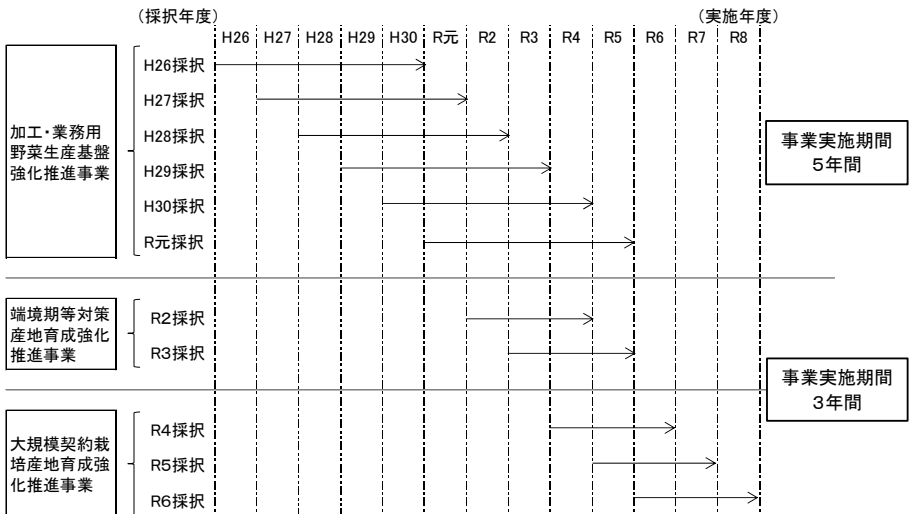 （採択年度）
（実施年度）
H26 H27 H28 H29 H30 R元 R2 R3 R4 R5 R6 R7 R8
加工・業務用
野菜生産基盤
強化推進事業
H26採択
H27採択
H28採択
H29採択
H30採択
R元採択
事業実施期間
５年間
端境期等対策
産地育成強化
推進事業
R2採択
R3採択
事業実施期間
３年間
大規模契約栽
培産地育成強
化推進事業
R4採択
R5採択
R6採択